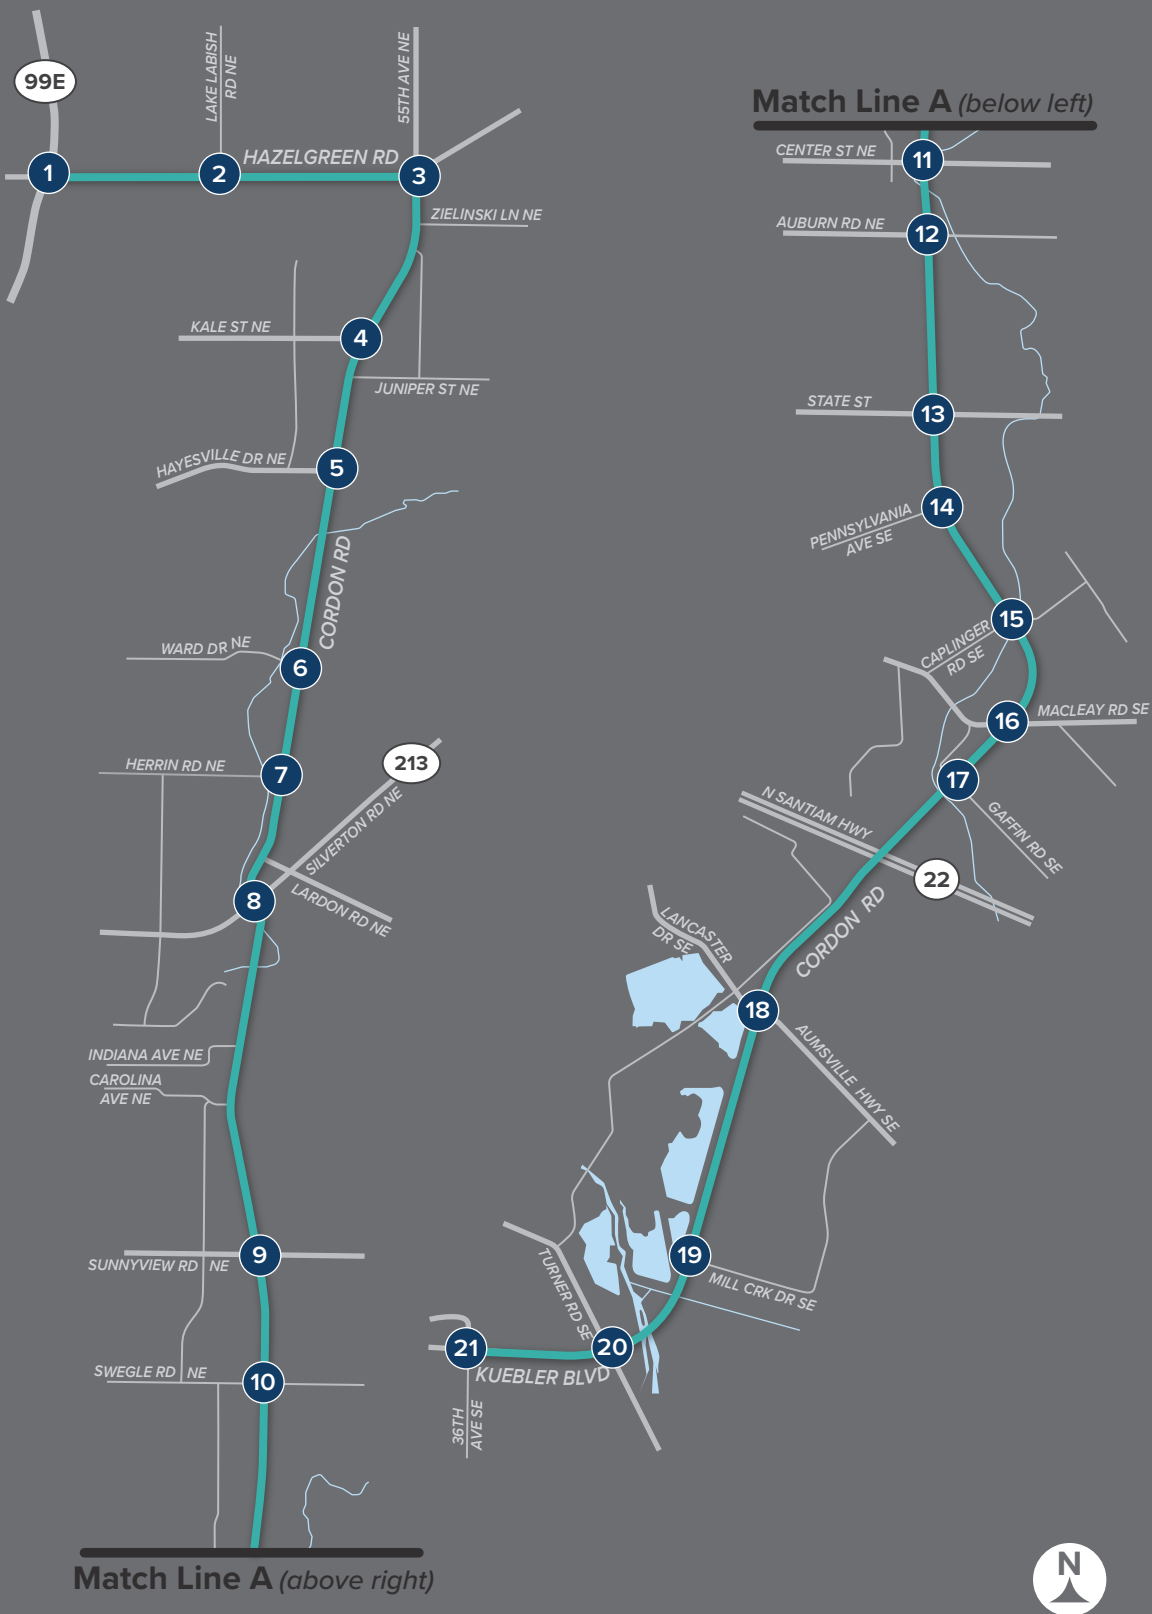 99E
LAKE LABISH
RD NE
55TH AVE NE
1
2
HAZELGREEN RD
3
ZIELINSKI LN NE
KALE ST NE
4
JUNIPER ST NE
HAYESVILLE DR NE
5
CORDON RD
WARD DR NE
6
HERRIN RD NE
7
213
SILVERTON RD NE
LARDON RD NE
8
INDIANA AVE NE
CAROLINA
AVE NE
9
SUNNYVIEW RD NE
SWEGLE RD NE
10
Match Line A (above right)
Match Line A (below left)
CENTER ST NE
11
AUBURN RD NE
12
STATE ST
13
14
PENNSYLVANIA
AVE SE
15
CAPLINGER
RD SE
16
MACLEAY RD SE
17
GAFFIN RD SE
N SANTIAM HWY
22
CORDON RD
LANCASTER
DR SE
18
AUMSVILLE HWY SE
19
MILL CRK DR SE
TURNER RD SE
20
21
KUEBLER BLVD
36TH
AVE SE
N